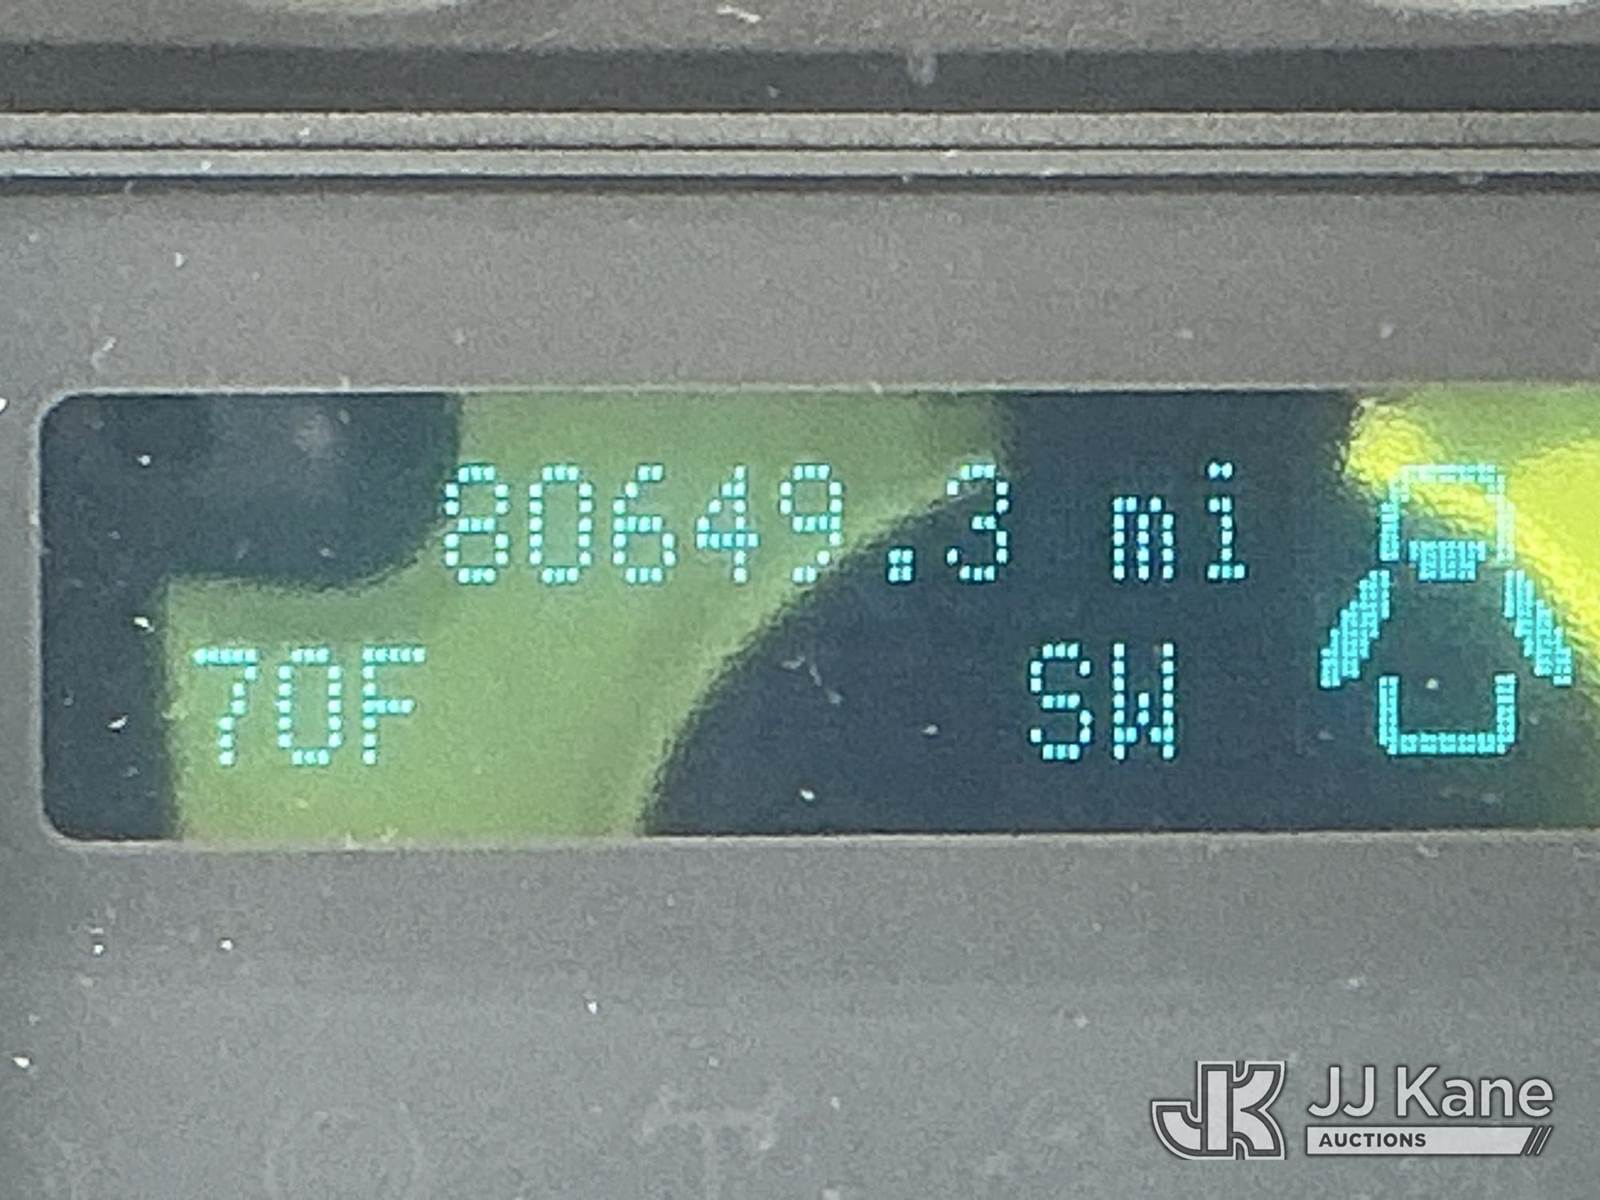 80649.3 mi
70F SW
JJ Kane
AUCTIONS